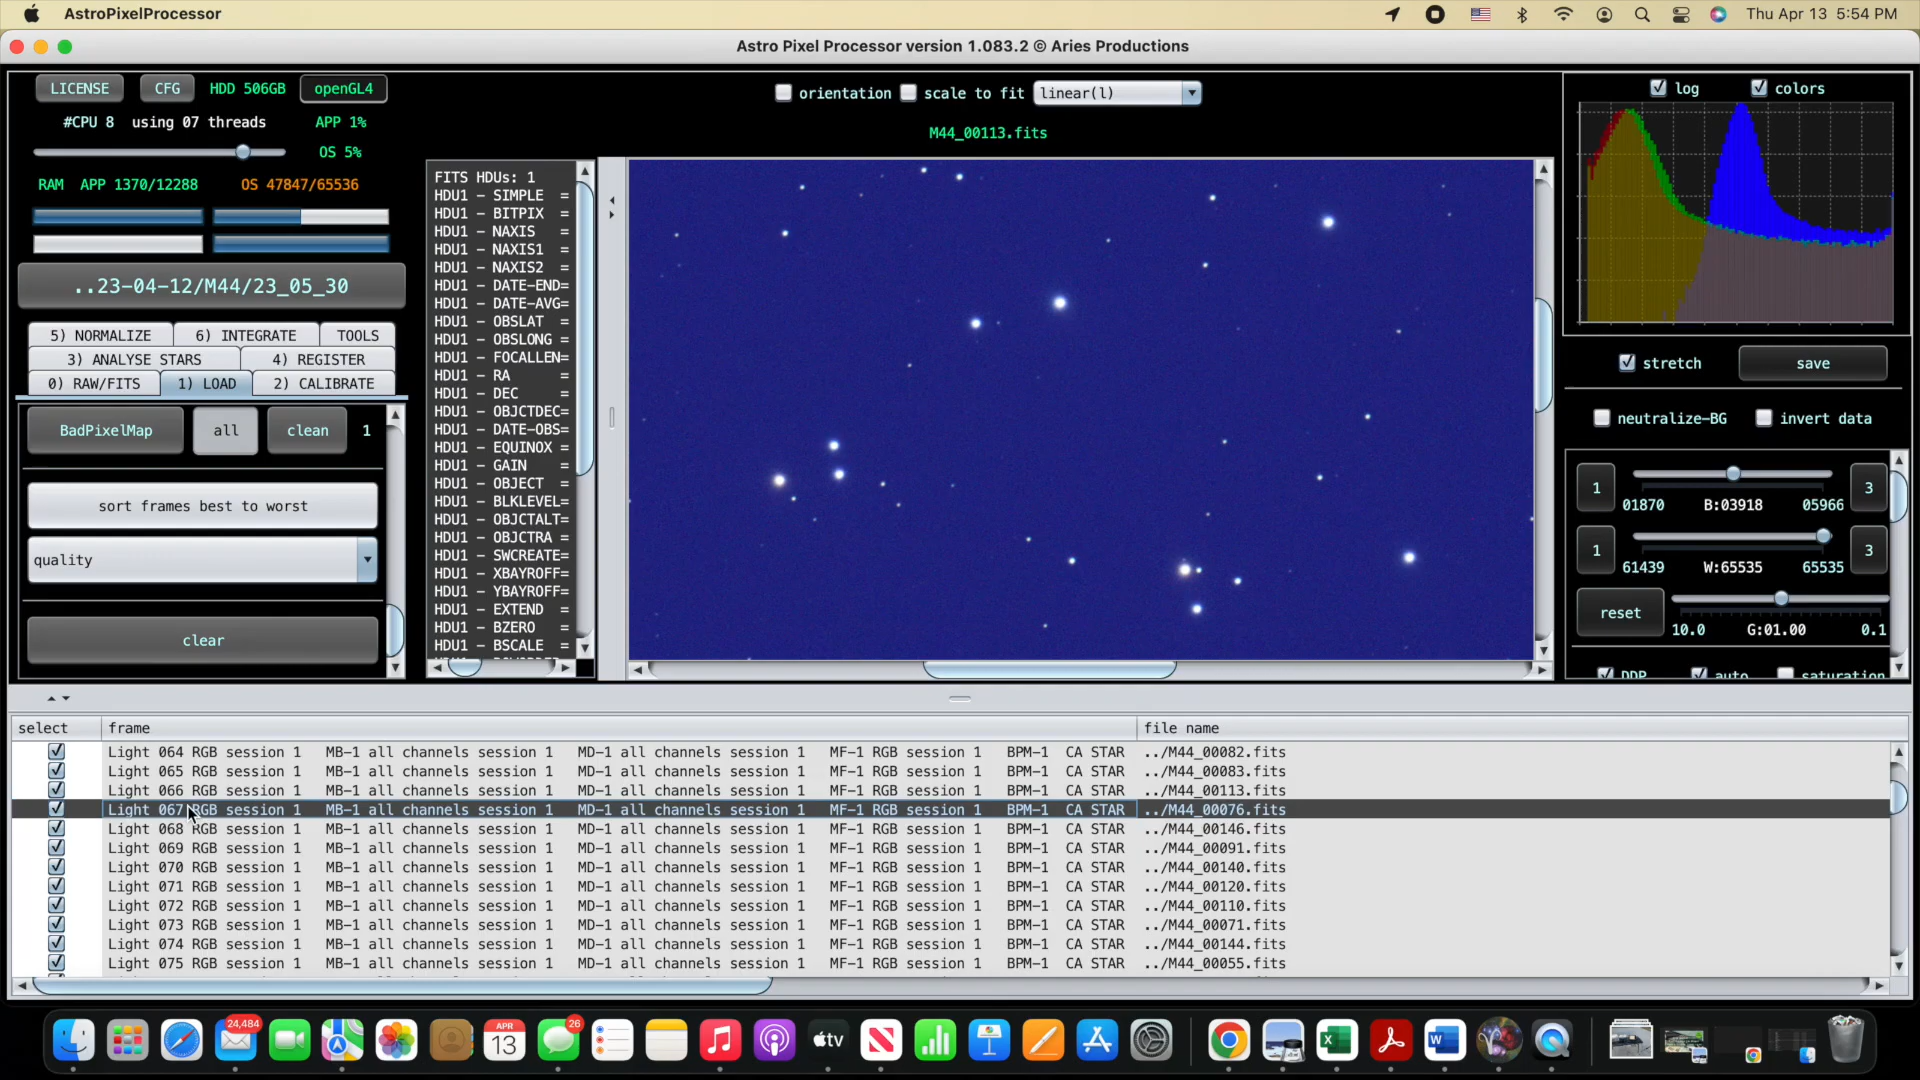 AstroPixelProcessor
Thu Apr 13 5:54 PM
Astro Pixel Processor version 1.083.2 © Aries Productions
LICENSE CFG HDD 506GB openGL4
#CPU 8 using 07 threads APP 1%
OS 5%
RAM APP 1370/12288 OS 47847/65536
..23-04-12/M44/23_05_30
5) NORMALIZE 6) INTEGRATE TOOLS
3) ANALYSE STARS 4) REGISTER
0) RAW/FITS 1) LOAD 2) CALIBRATE
BadPixelMap all clean 1
sort frames best to worst
quality
clear
FITS HDUs: 1
HDU1 - SIMPLE =
HDU1 - BITPIX =
HDU1 - NAXIS =
HDU1 - NAXIS1 =
HDU1 - NAXIS2 =
HDU1 - DATE-END=
HDU1 - DATE-AVG=
HDU1 - OBSLAT =
HDU1 - OBSLONG =
HDU1 - FOCALLEN=
HDU1 - RA =
HDU1 - DEC =
HDU1 - OBJCTDEC=
HDU1 - DATE-OBS=
HDU1 - EQUINOX =
HDU1 - GAIN =
HDU1 - OBJECT =
HDU1 - BLKLEVEL=
HDU1 - OBJCTALT=
HDU1 - OBJCTRA =
HDU1 - SWCREATE=
HDU1 - XBAYROFF=
HDU1 - YBAYROFF=
HDU1 - EXTEND =
HDU1 - BZERO =
HDU1 - BSCALE =
orientation scale to fit linear(l)
M44_00113.fits
log colors
stretch save
neutralize-BG invert data
1 01870 B:03918 05966 3
1 61439 W:65535 65535 3
reset 10.0 G:01.00 0.1
DDP auto saturation
select frame file name
Light 064 RGB session 1 MB-1 all channels session 1 MD-1 all channels session 1 MF-1 RGB session 1 BPM-1 CA STAR ../M44_00082.fits
Light 065 RGB session 1 MB-1 all channels session 1 MD-1 all channels session 1 MF-1 RGB session 1 BPM-1 CA STAR ../M44_00083.fits
Light 066 RGB session 1 MB-1 all channels session 1 MD-1 all channels session 1 MF-1 RGB session 1 BPM-1 CA STAR ../M44_00113.fits
Light 067 RGB session 1 MB-1 all channels session 1 MD-1 all channels session 1 MF-1 RGB session 1 BPM-1 CA STAR ../M44_00076.fits
Light 068 RGB session 1 MB-1 all channels session 1 MD-1 all channels session 1 MF-1 RGB session 1 BPM-1 CA STAR ../M44_00146.fits
Light 069 RGB session 1 MB-1 all channels session 1 MD-1 all channels session 1 MF-1 RGB session 1 BPM-1 CA STAR ../M44_00091.fits
Light 070 RGB session 1 MB-1 all channels session 1 MD-1 all channels session 1 MF-1 RGB session 1 BPM-1 CA STAR ../M44_00140.fits
Light 071 RGB session 1 MB-1 all channels session 1 MD-1 all channels session 1 MF-1 RGB session 1 BPM-1 CA STAR ../M44_00120.fits
Light 072 RGB session 1 MB-1 all channels session 1 MD-1 all channels session 1 MF-1 RGB session 1 BPM-1 CA STAR ../M44_00110.fits
Light 073 RGB session 1 MB-1 all channels session 1 MD-1 all channels session 1 MF-1 RGB session 1 BPM-1 CA STAR ../M44_00071.fits
Light 074 RGB session 1 MB-1 all channels session 1 MD-1 all channels session 1 MF-1 RGB session 1 BPM-1 CA STAR ../M44_00144.fits
Light 075 RGB session 1 MB-1 all channels session 1 MD-1 all channels session 1 MF-1 RGB session 1 BPM-1 CA STAR ../M44_00055.fits
24,484 APR 13 26 tv